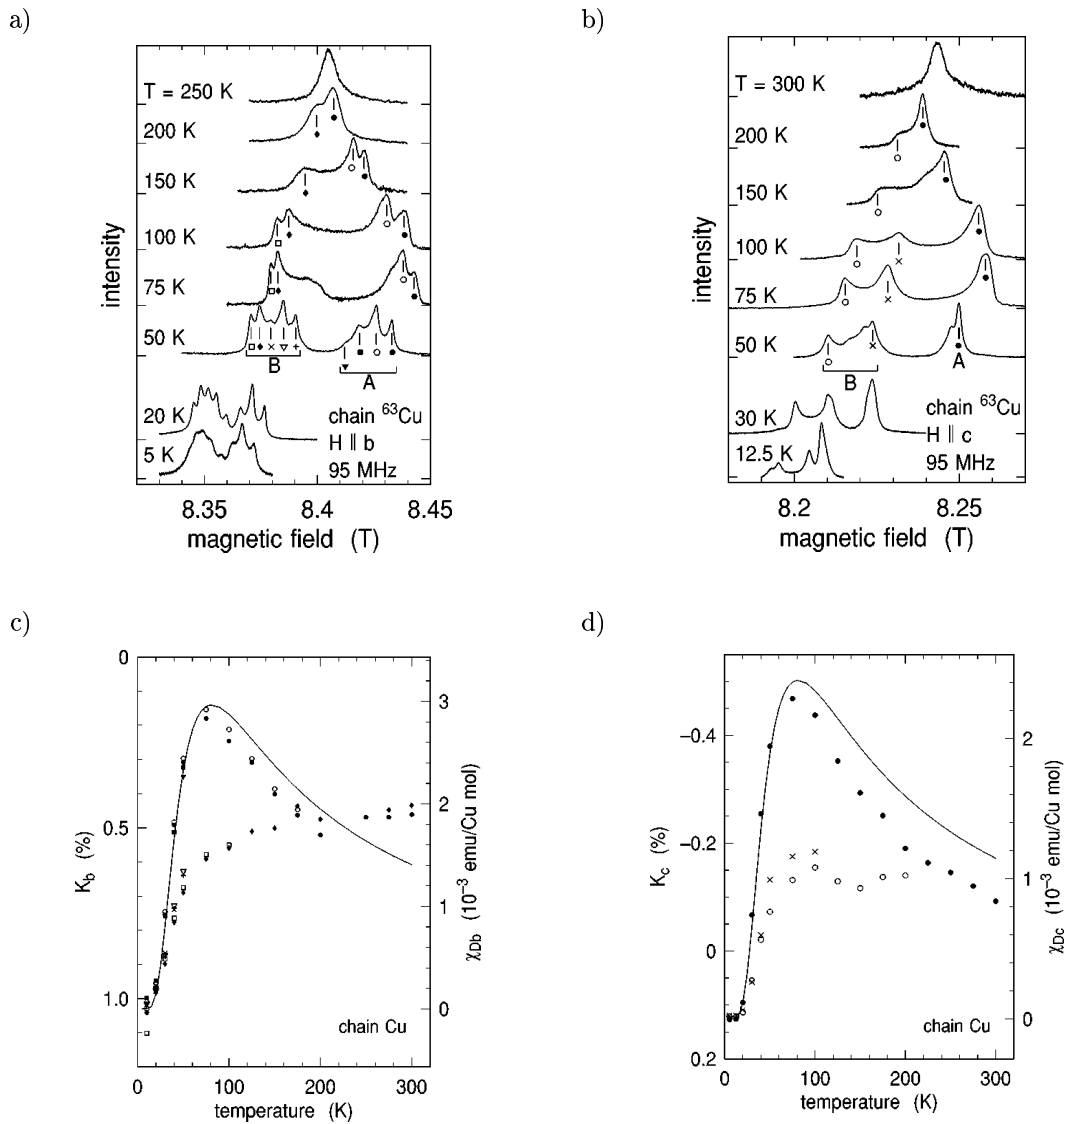 a)
T = 250 K
200 K
150 K
100 K
75 K
50 K
B
A
20 K
5 K
chain ⁶³Cu
H ∥ b
95 MHz
intensity
8.35 8.4 8.45
magnetic field (T)
b)
T = 300 K
200 K
150 K
100 K
75 K
50 K
B
A
30 K
12.5 K
chain ⁶³Cu
H ∥ c
95 MHz
intensity
8.2 8.25
magnetic field (T)
c)
0
0.5
1.0
K_b (%)
3
2
1
0
χ_Db (10⁻³ emu/Cu mol)
chain Cu
0 100 200 300
temperature (K)
d)
−0.4
−0.2
0
0.2
K_c (%)
2
1
0
χ_Dc (10⁻³ emu/Cu mol)
chain Cu
0 100 200 300
temperature (K)